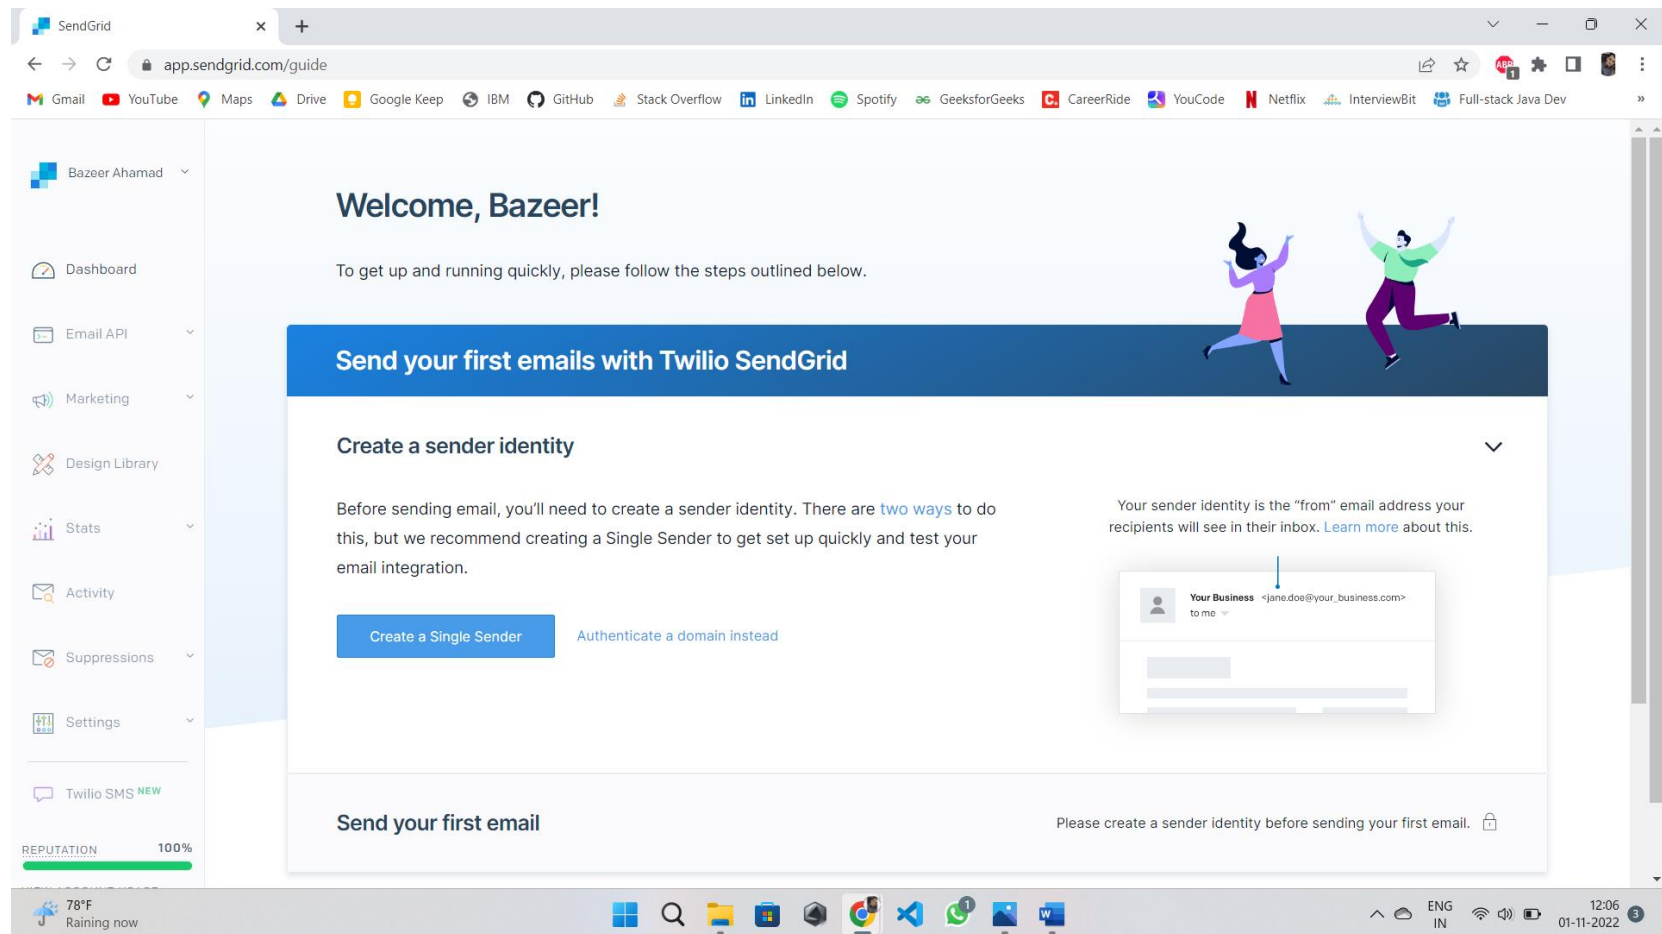 SendGrid
app.sendgrid.com/guide
ABP
1
Gmail YouTube Maps Drive Google Keep IBM GitHub Stack Overflow LinkedIn Spotify GeeksforGeeks CareerRide YouCode Netflix InterviewBit Full-stack Java Dev »
Bazeer Ahamad
Dashboard
Email API
Marketing
Design Library
Stats
Activity
Suppressions
Settings
Twilio SMS NEW
REPUTATION 100%
Welcome, Bazeer!
To get up and running quickly, please follow the steps outlined below.
Send your first emails with Twilio SendGrid
Create a sender identity
Before sending email, you'll need to create a sender identity. There are two ways to do
this, but we recommend creating a Single Sender to get set up quickly and test your
email integration.
Create a Single Sender Authenticate a domain instead
Your sender identity is the "from" email address your
recipients will see in their inbox. Learn more about this.
Your Business <jane.doe@your_business.com>
to me
Send your first email
Please create a sender identity before sending your first email.
78°F
Raining now
1
ENG
IN
12:06
01-11-2022
3